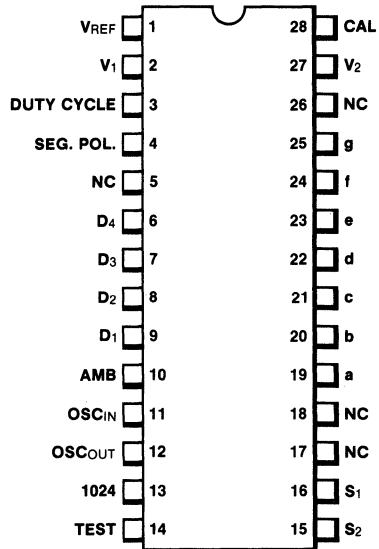 VREF 1 28 CAL
V1 2 27 V2
DUTY CYCLE 3 26 NC
SEG. POL. 4 25 g
NC 5 24 f
D4 6 23 e
D3 7 22 d
D2 8 21 c
D1 9 20 b
AMB 10 19 a
OSCIN 11 18 NC
OSCOUT 12 17 NC
1024 13 16 S1
TEST 14 15 S2